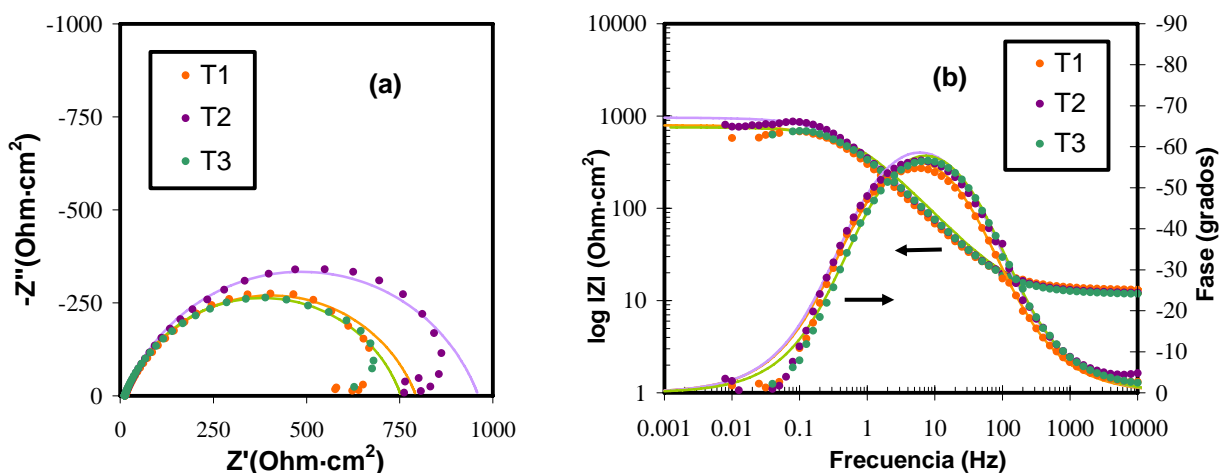 -1000
-750
-500
-250
0
-Z''(Ohm·cm²)
T1
T2
T3
(a)
0 250 500 750 1000
Z'(Ohm·cm²)
10000
1000
100
10
1
log |Z| (Ohm·cm²)
(b)
T1
T2
T3
-90
-80
-70
-60
-50
-40
-30
-20
-10
0
Fase (grados)
0.001 0.01 0.1 1 10 100 1000 10000
Frecuencia (Hz)